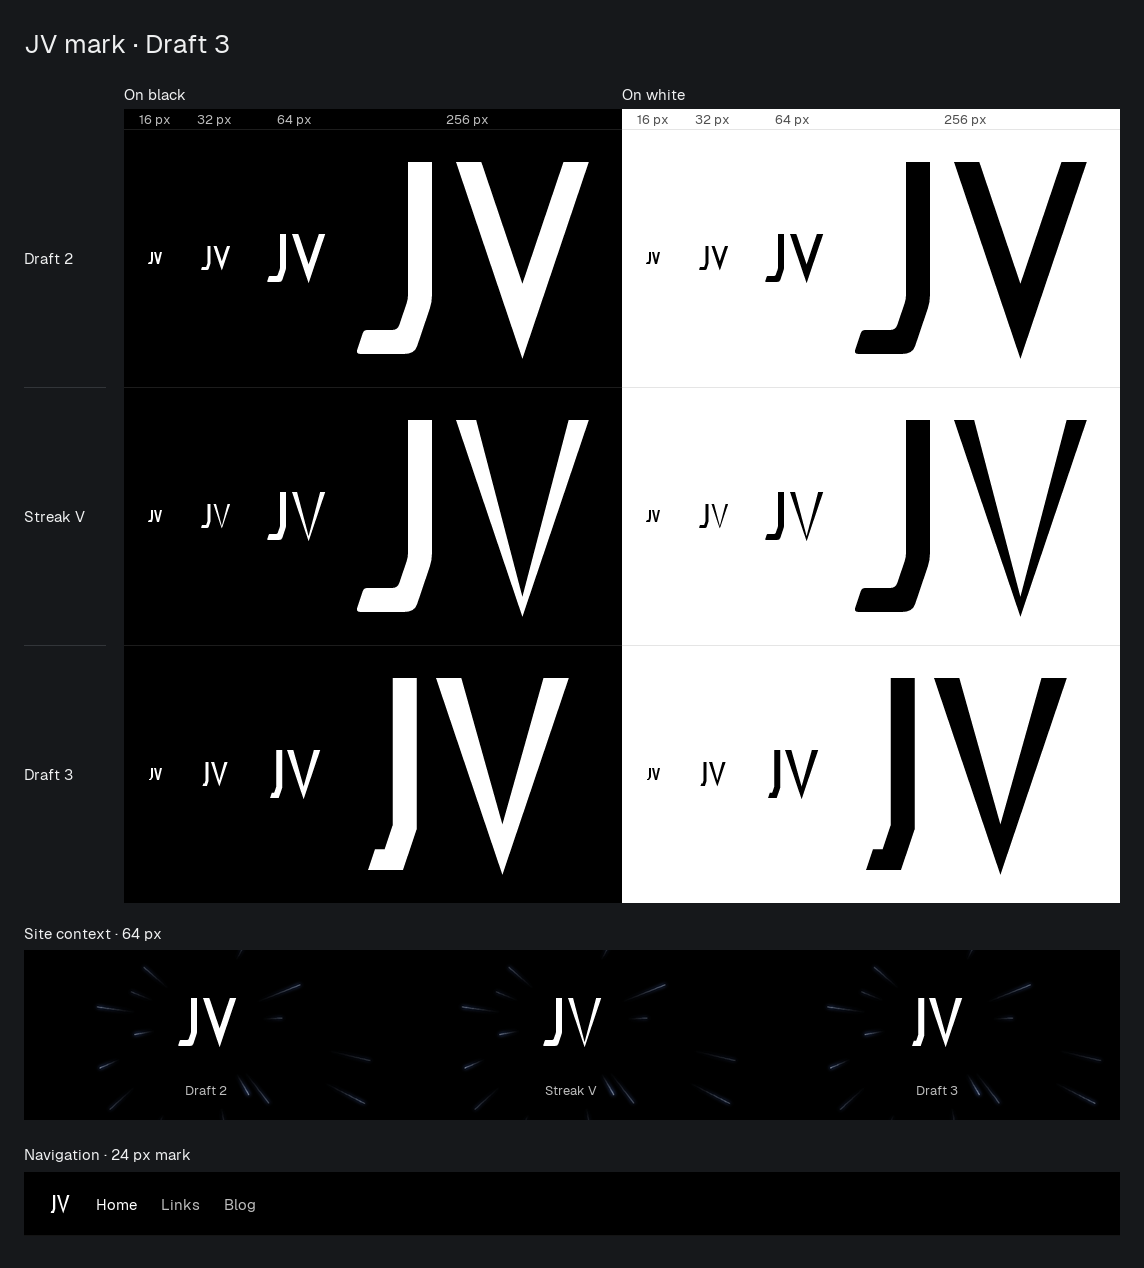 JV mark · Draft 3
On black
On white
16 px 32 px 64 px 256 px
16 px 32 px 64 px 256 px
Draft 2
JV JV JV JV
JV JV JV JV
Streak V
JV JV JV JV
JV JV JV JV
Draft 3
JV JV JV JV
JV JV JV JV
Site context · 64 px
JV JV JV
Draft 2 Streak V Draft 3
Navigation · 24 px mark
JV Home Links Blog